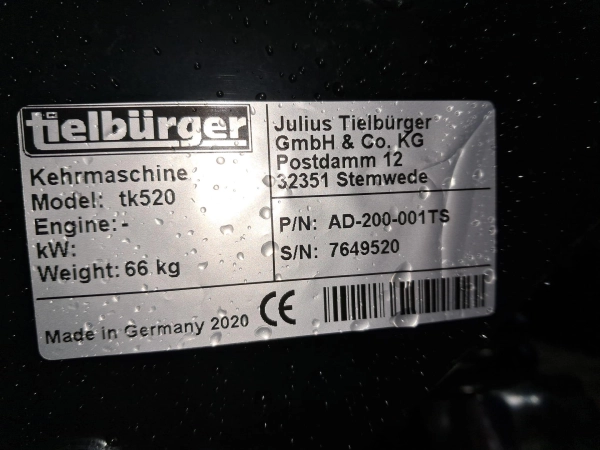 tielbürger
Kehrmaschine
Model: tk520
Engine: -
kW:
Weight: 66 kg
Julius Tielbürger
GmbH & Co. KG
Postdamm 12
32351 Stemwede
P/N: AD-200-001TS
S/N: 7649520
Made in Germany 2020
CE